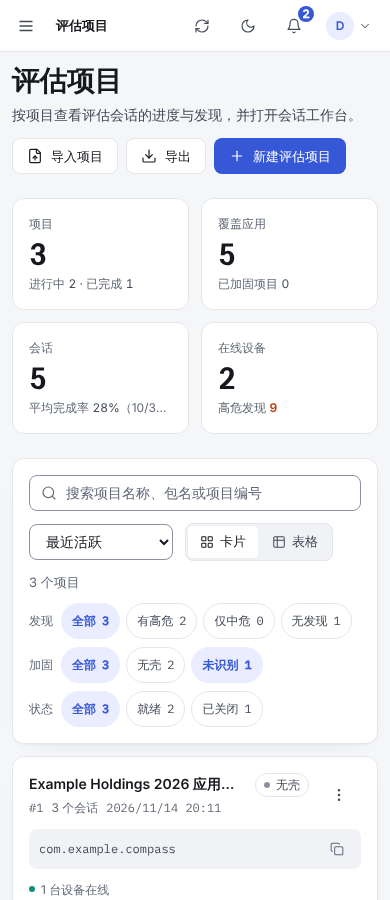 评估项目
2
D
评估项目
按项目查看评估会话的进度与发现，并打开会话工作台。
导入项目 导出 新建评估项目
项目
3
进行中 2 · 已完成 1
覆盖应用
5
已加固项目 0
会话
5
平均完成率 28%（10/3...
在线设备
2
高危发现 9
搜索项目名称、包名或项目编号
最近活跃 卡片 表格
3 个项目
发现 全部 3 有高危 2 仅中危 0 无发现 1
加固 全部 3 无壳 2 未识别 1
状态 全部 3 就绪 2 已关闭 1
Example Holdings 2026 应用... 无壳
#1 3 个会话 2026/11/14 20:11
com.example.compass
1 台设备在线